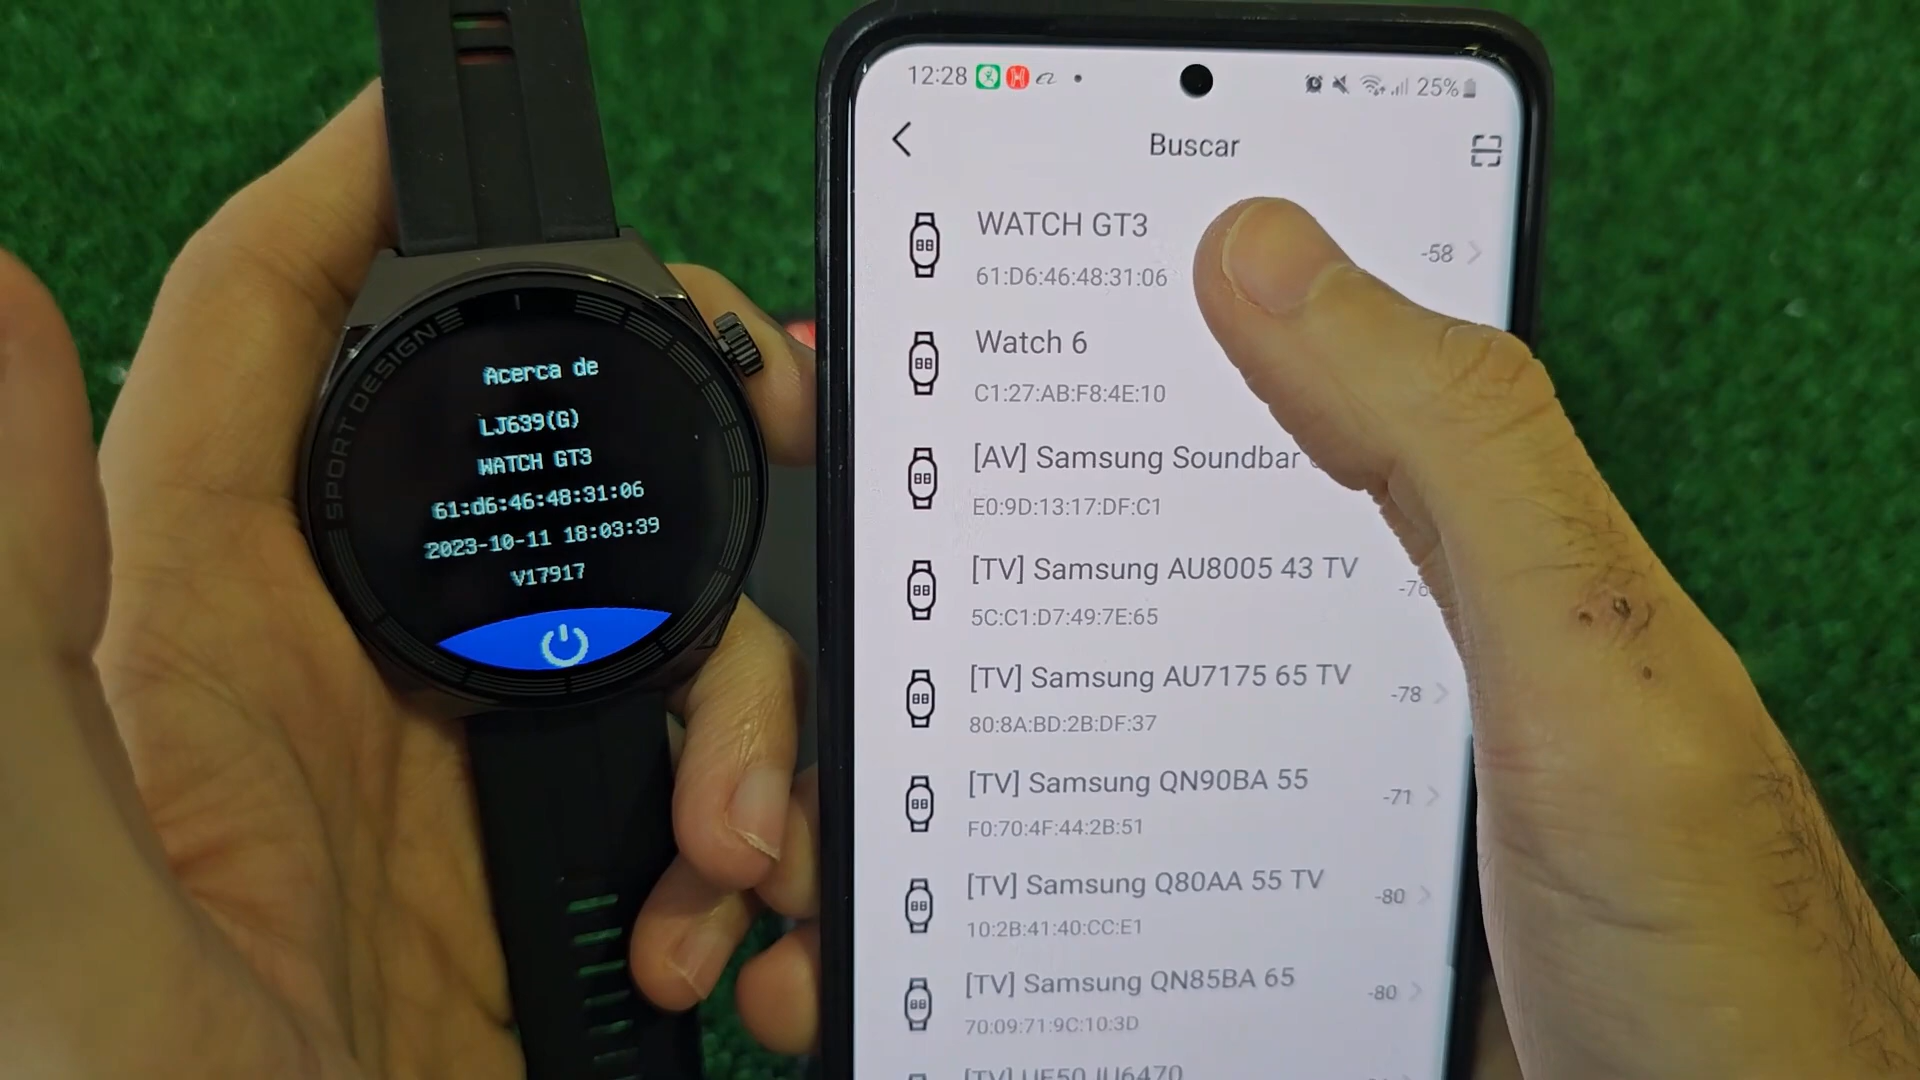 SPORT DESIGN
Acerca de
LJ639(G)
WATCH GT3
61:d6:46:48:31:06
2023-10-11 18:03:39
V17917
12:28
25%
Buscar
WATCH GT3
61:D6:46:48:31:06
-58
Watch 6
C1:27:AB:F8:4E:10
[AV] Samsung Soundbar
E0:9D:13:17:DF:C1
[TV] Samsung AU8005 43 TV
5C:C1:D7:49:7E:65
-76
[TV] Samsung AU7175 65 TV
80:8A:BD:2B:DF:37
-78
[TV] Samsung QN90BA 55
F0:70:4F:44:2B:51
-71
[TV] Samsung Q80AA 55 TV
10:2B:41:40:CC:E1
-80
[TV] Samsung QN85BA 65
70:09:71:9C:10:3D
-80
[TV] UE50JU6470